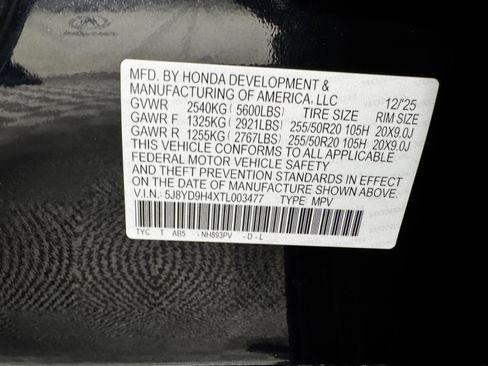 MFD. BY HONDA DEVELOPMENT &
MANUFACTURING OF AMERICA, LLC 12/'25
GVWR 2540KG(5600LBS) TIRE SIZE RIM SIZE
GAWR F 1325KG(2921LBS) 255/50R20 105H 20X9.0J
GAWR R 1255KG(2767LBS) 255/50R20 105H 20X9.0J
THIS VEHICLE CONFORMS TO ALL APPLICABLE
FEDERAL MOTOR VEHICLE SAFETY
AND THEFT PREVENTION STANDARDS IN EFFECT
ON THE DATE OF MANUFACTURE SHOWN ABOVE.
V.I.N.: 5J8YD9H4XTL003477 TYPE: MPV
TYC T AB5 -NH893PV -D-L